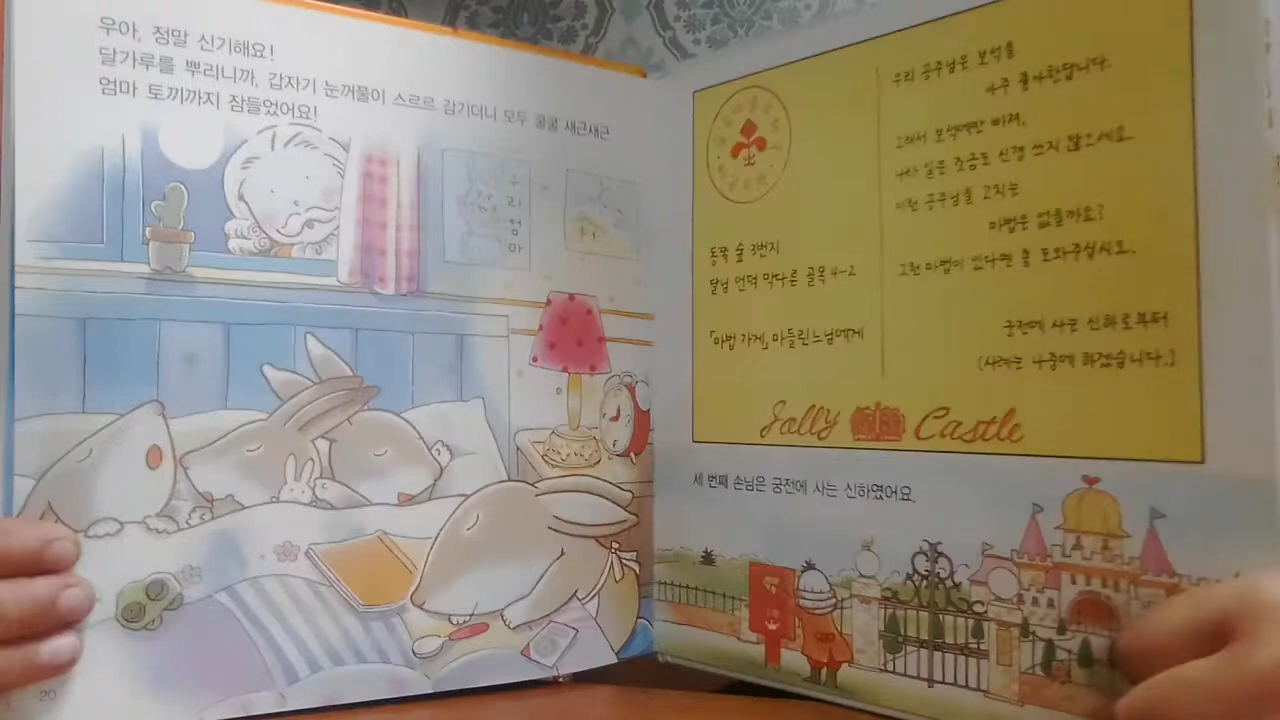 우아, 정말 신기해요!
달가루를 뿌리니까, 갑자기 눈꺼풀이 스르르 감기더니 모두 쿨쿨 새근새근
엄마 토끼까지 잠들었어요!
우리엄마
20
동쪽 숲 3번지
달님 언덕 막다른 골목 4-2
「마법 가게」 마들린느님에게
우리 공주님은 보석을
아주 좋아한답니다.
그래서 보석에만 빠져,
나라 일은 조금도 신경 쓰지 않으세요.
이런 공주님을 고치는
마법은 없을까요?
그런 마법이 있다면 좀 도와주십시오.
궁전에 사는 신하로부터
(사례는 나중에 하겠습니다.)
Jolly Castle
세 번째 손님은 궁전에 사는 신하였어요.